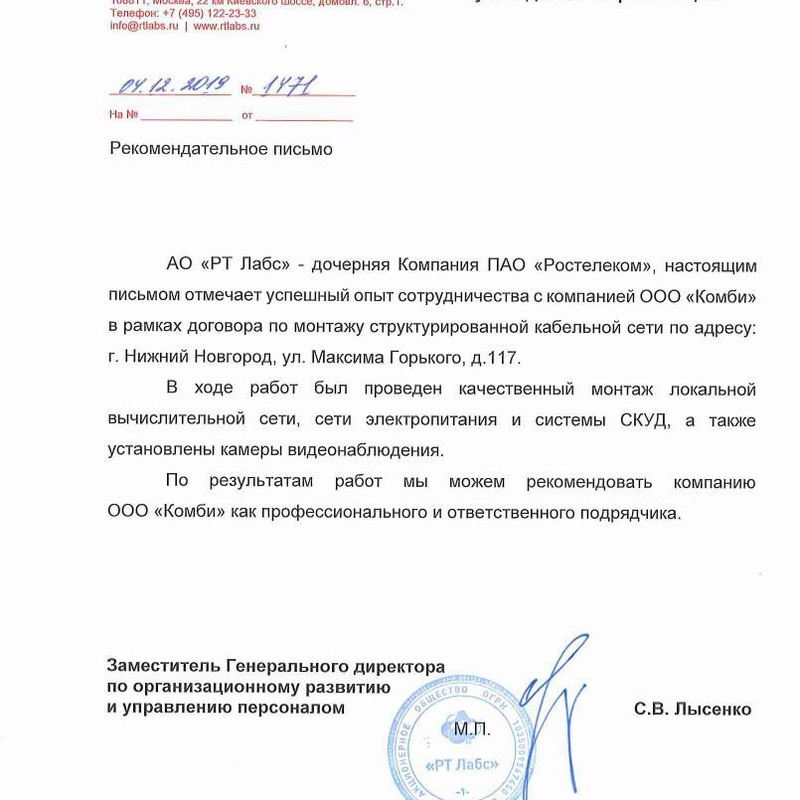 108811, Москва, 22 км Киевского шоссе, домовл. 6, стр.1.
Телефон: +7 (495) 122-23-33
info@rtlabs.ru | www.rtlabs.ru
04.12.2019 № 1471
На № от
Рекомендательное письмо
АО «РТ Лабс» - дочерняя Компания ПАО «Ростелеком», настоящим
письмом отмечает успешный опыт сотрудничества с компанией ООО «Комби»
в рамках договора по монтажу структурированной кабельной сети по адресу:
г. Нижний Новгород, ул. Максима Горького, д.117.
В ходе работ был проведен качественный монтаж локальной
вычислительной сети, сети электропитания и системы СКУД, а также
установлены камеры видеонаблюдения.
По результатам работ мы можем рекомендовать компанию
ООО «Комби» как профессионального и ответственного подрядчика.
Заместитель Генерального директора
по организационному развитию
и управлению персоналом
С.В. Лысенко
М.П.
АКЦИОНЕРНОЕ ОБЩЕСТВО ОГРН
«РТ Лабс»
-1-